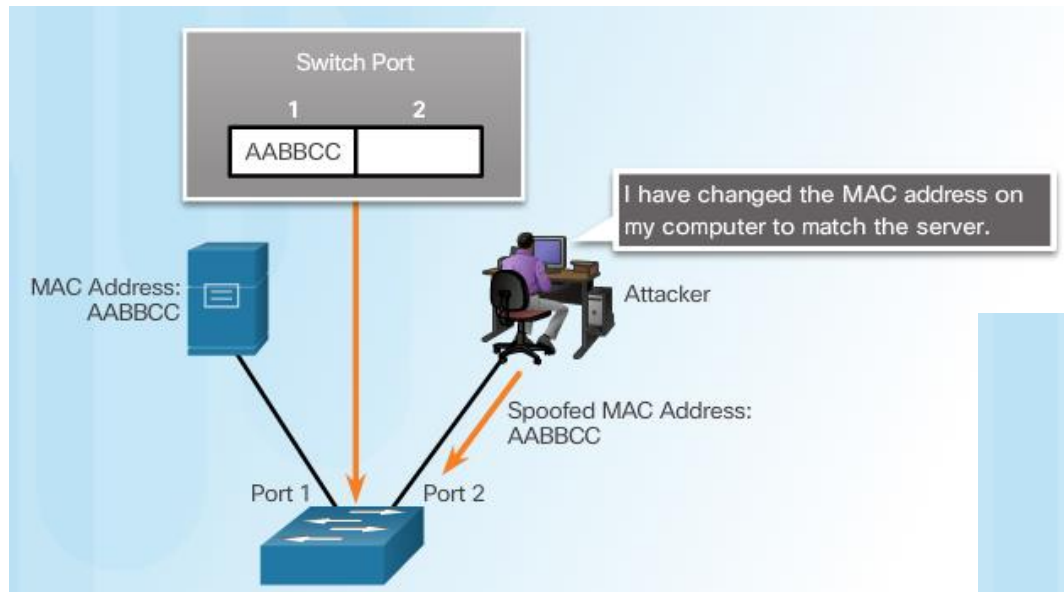 Switch Port
1 2
AABBCC
I have changed the MAC address on
my computer to match the server.
MAC Address:
AABBCC
Attacker
Spoofed MAC Address:
AABBCC
Port 1
Port 2